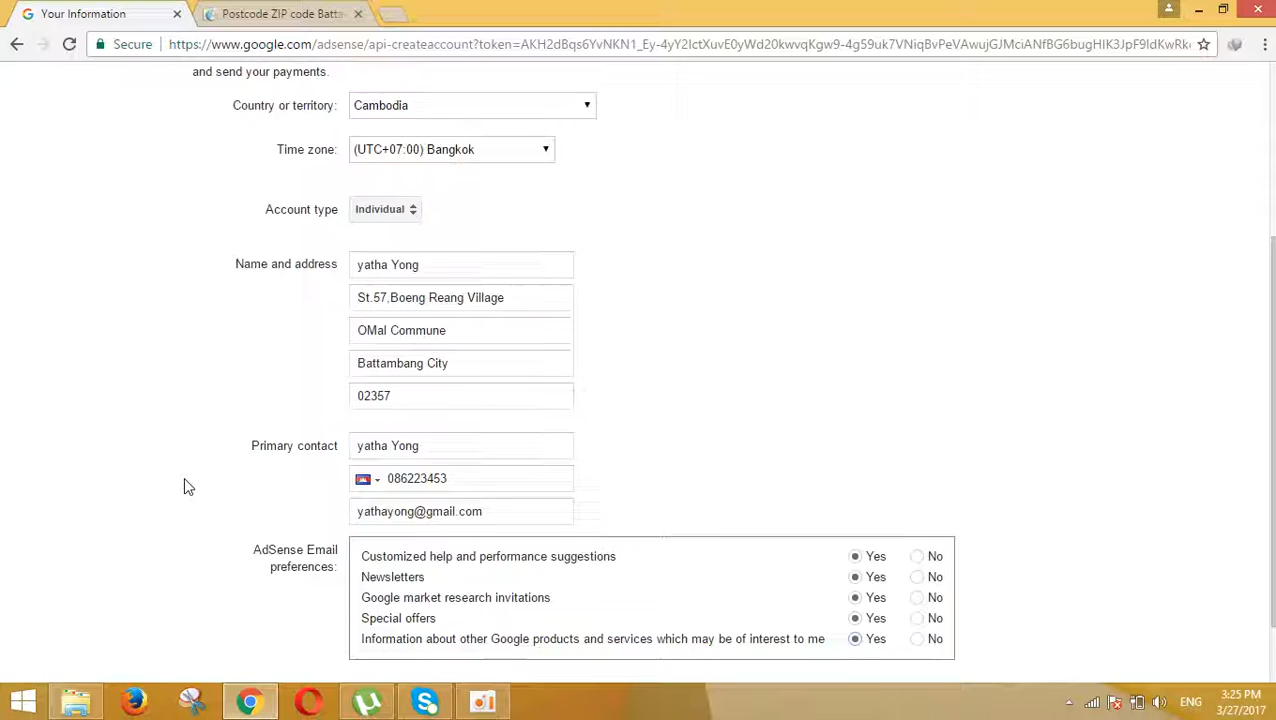 Your Information
Postcode ZIP code Batta
Secure
https://www.google.com/adsense/api-createaccount?token=
and send your payments.
Country or territory: Cambodia
Time zone: (UTC+07:00) Bangkok
Account type Individual
Name and address yatha Yong
St.57,Boeng Reang Village
OMal Commune
Battambang City
02357
Primary contact yatha Yong
086223453
yathayong@gmail.com
AdSense Email preferences:
Customized help and performance suggestions Yes No
Newsletters Yes No
Google market research invitations Yes No
Special offers Yes No
Information about other Google products and services which may be of interest to me Yes No
ENG
3:25 PM
3/27/2017